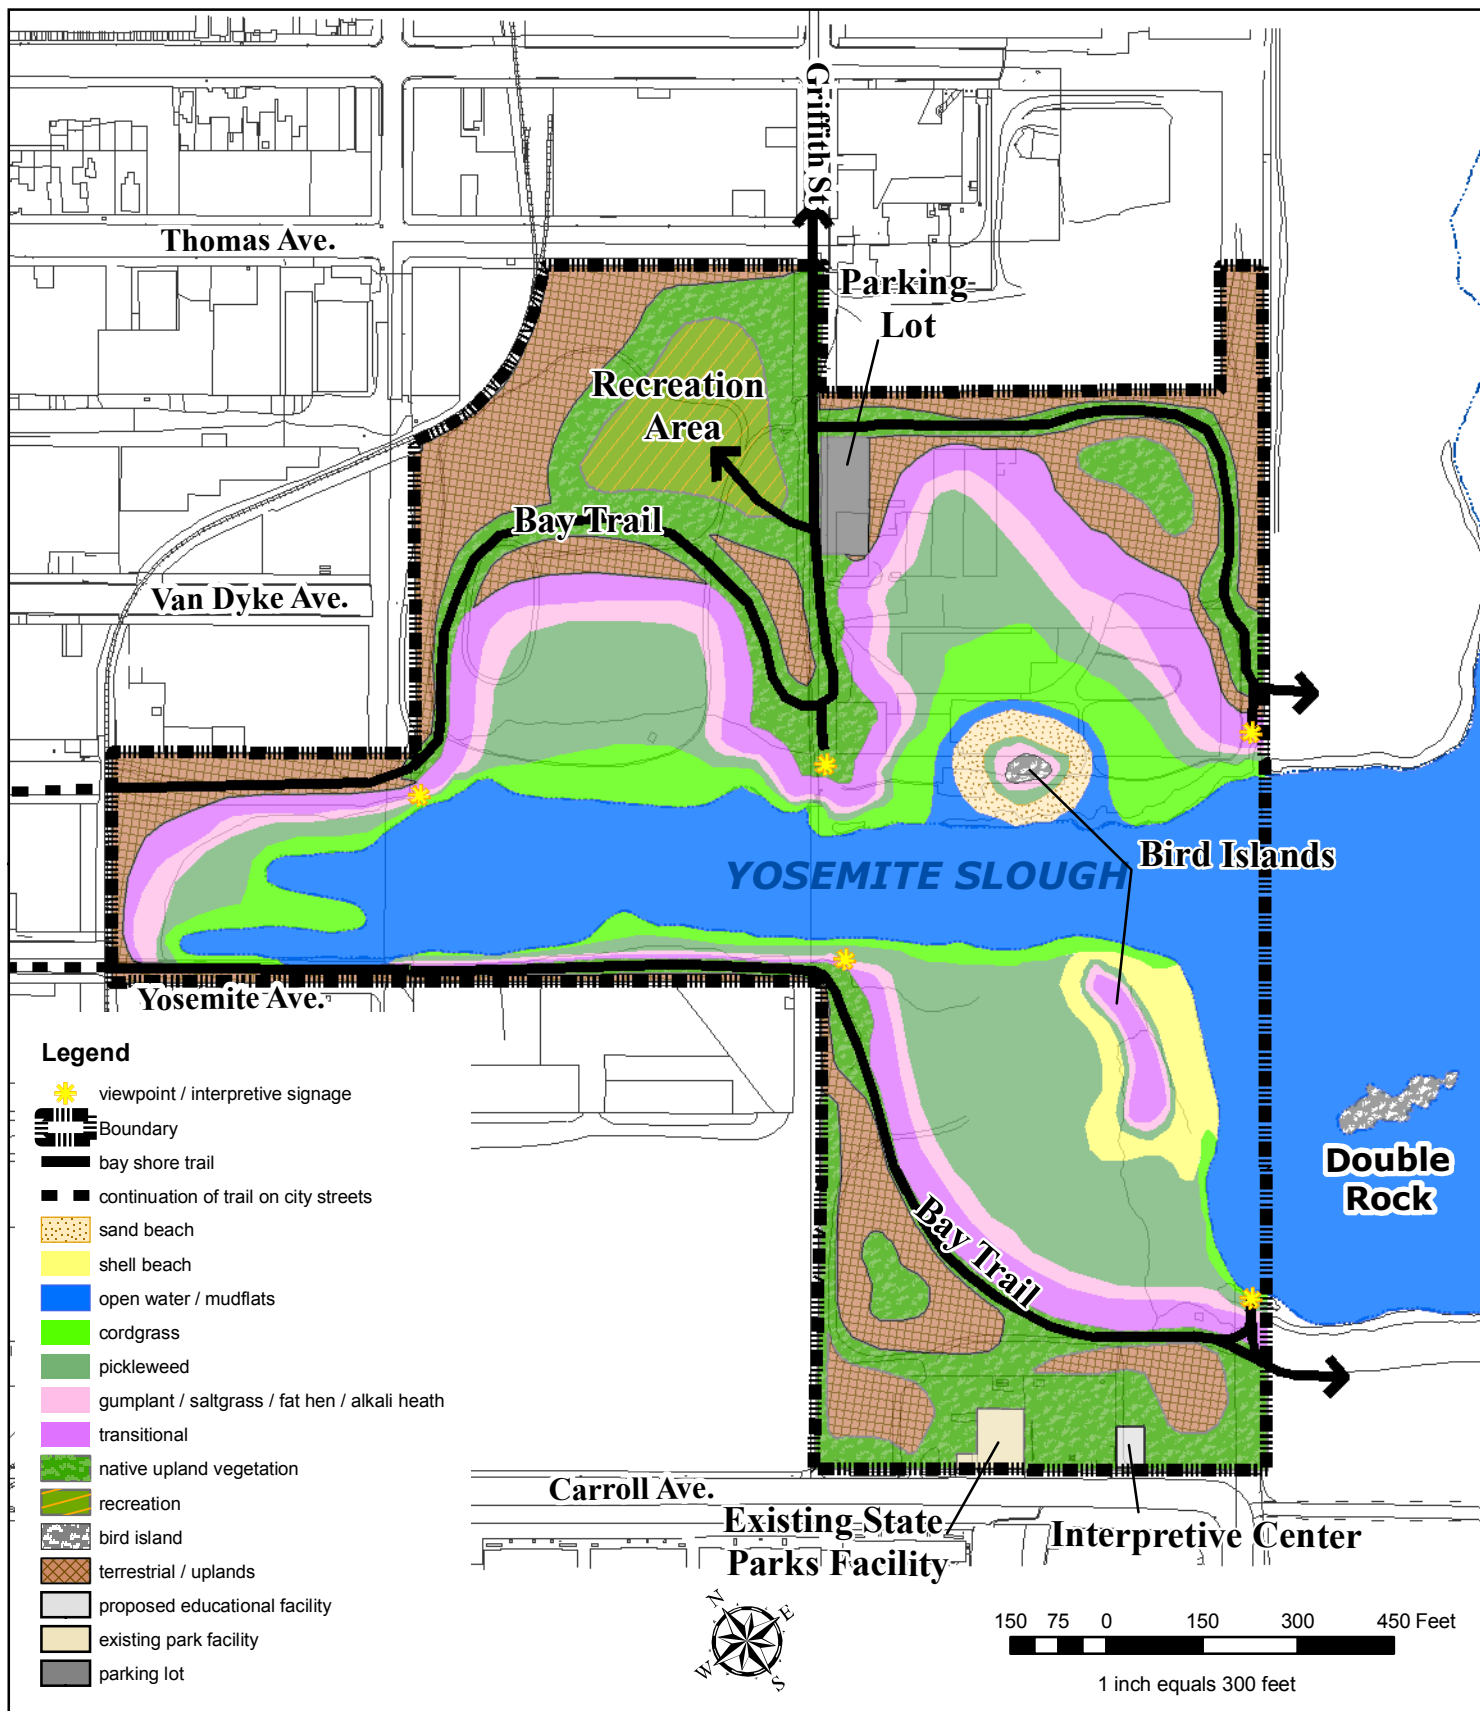 Griffith St
Thomas Ave.
Parking
Lot
Recreation
Area
Bay Trail
Van Dyke Ave.
YOSEMITE SLOUGH
Bird Islands
Yosemite Ave.
Double
Rock
Bay Trail
Carroll Ave.
Existing State
Parks Facility
Interpretive Center
Legend
viewpoint / interpretive signage
Boundary
bay shore trail
continuation of trail on city streets
sand beach
shell beach
open water / mudflats
cordgrass
pickleweed
gumplant / saltgrass / fat hen / alkali heath
transitional
native upland vegetation
recreation
bird island
terrestrial / uplands
proposed educational facility
existing park facility
parking lot
N
E
W
S
150 75 0 150 300 450 Feet
1 inch equals 300 feet